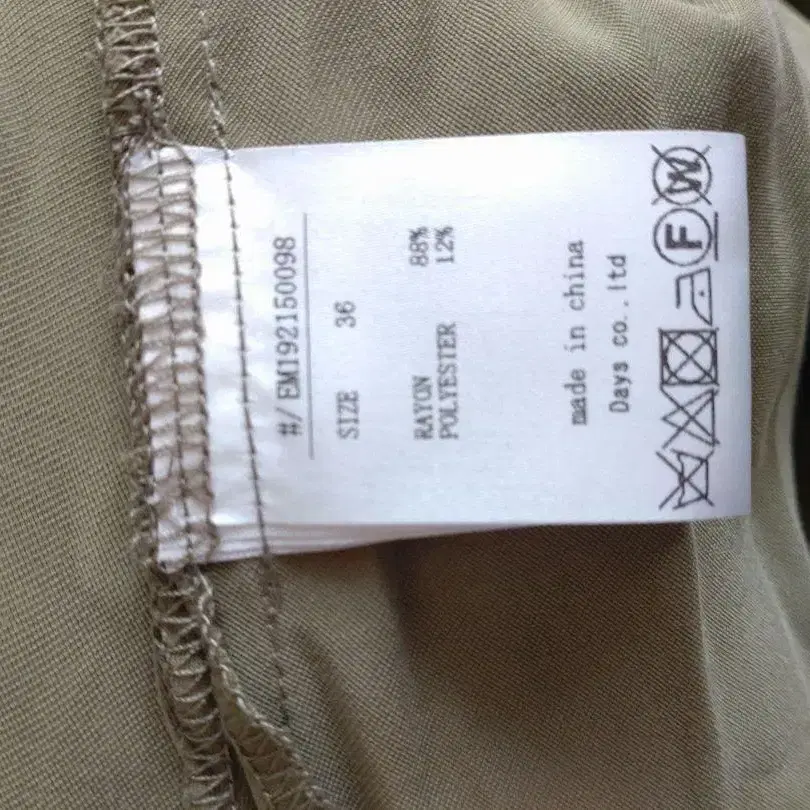 #/ EM192150098
SIZE 36
RAYON 88%
POLYESTER 12%
made in china
Days co., ltd
F W